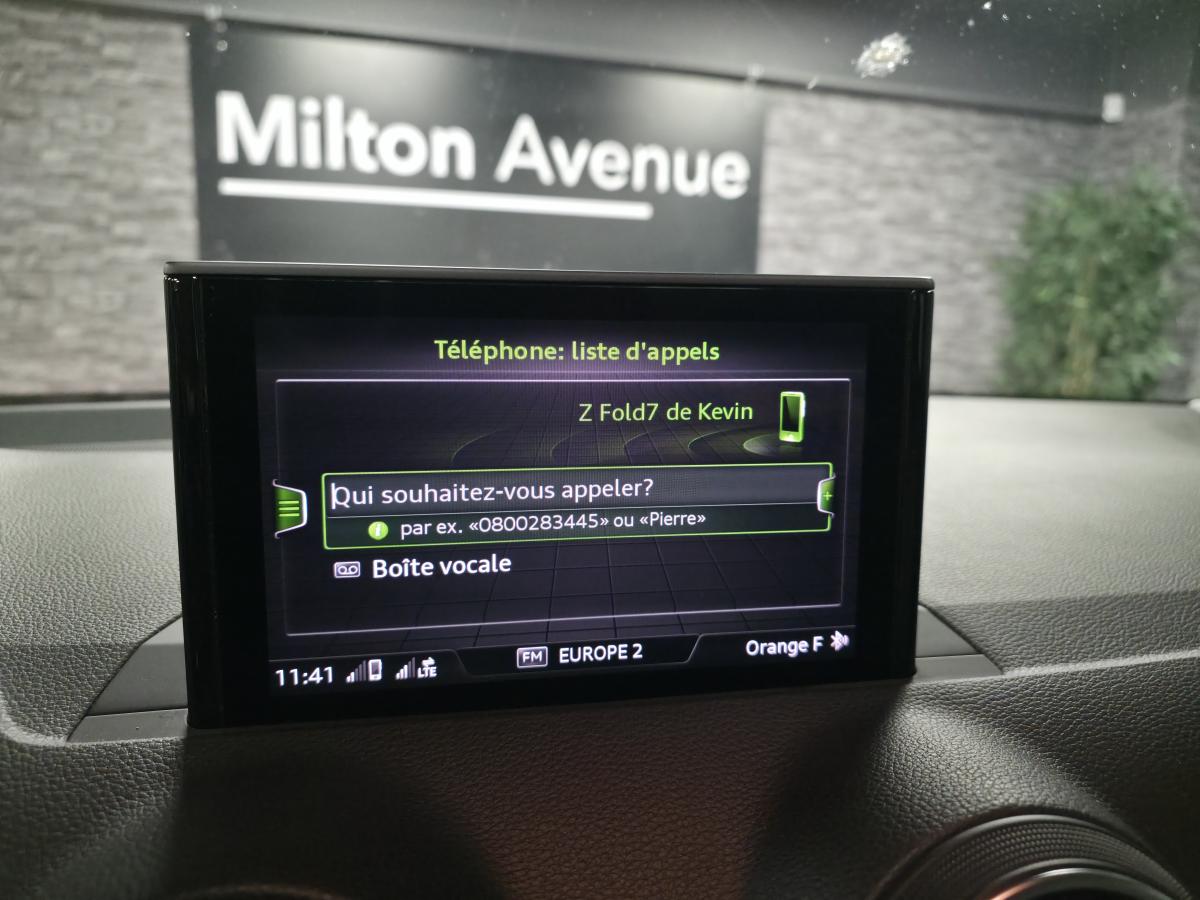 Milton Avenue
Téléphone: liste d'appels
Z Fold7 de Kevin
Qui souhaitez-vous appeler?
i par ex. «0800283445» ou «Pierre»
Boîte vocale
11:41 LTE FM EUROPE 2 Orange F